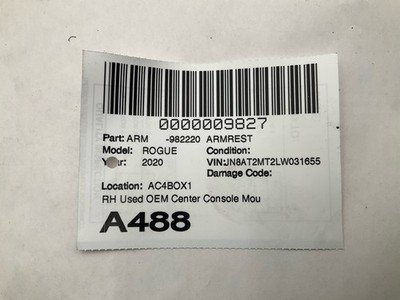 0000009827
Part: ARM -982220 ARMREST
Model: ROGUE Condition:
Year: 2020 VIN:JN8AT2MT2LW031655
Damage Code:
Location: AC4BOX1
RH Used OEM Center Console Mou
A488